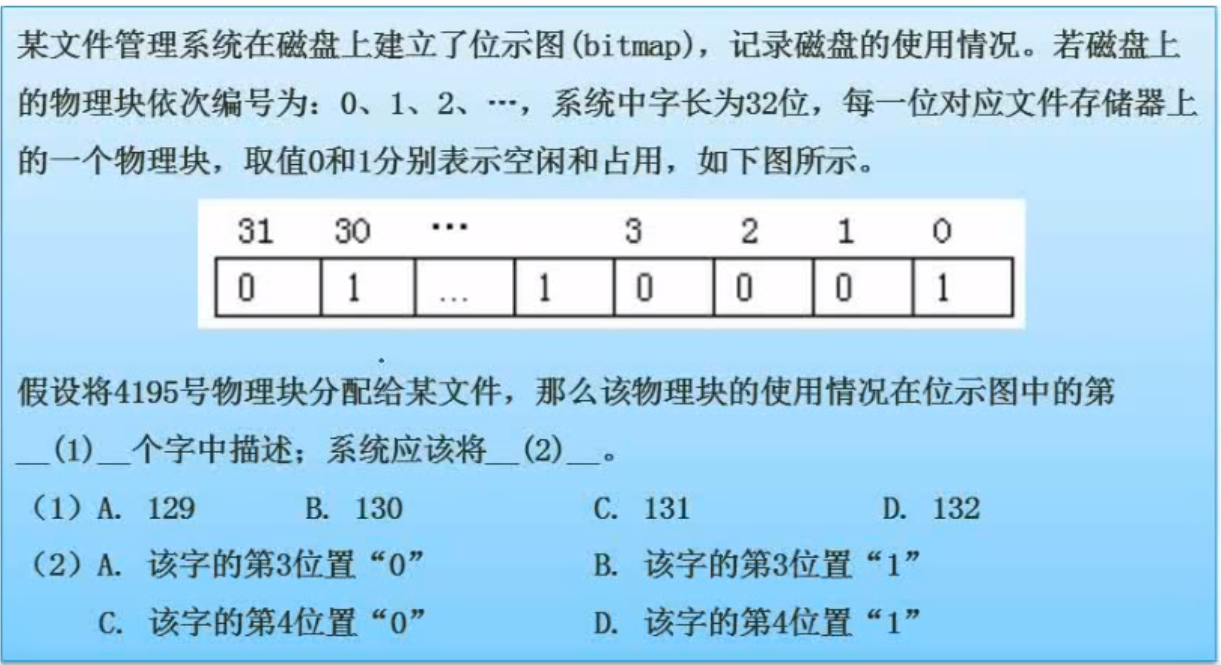 某文件管理系统在磁盘上建立了位示图(bitmap)，记录磁盘的使用情况。若磁盘上
的物理块依次编号为：0、1、2、…，系统中字长为32位，每一位对应文件存储器上
的一个物理块，取值0和1分别表示空闲和占用，如下图所示。
31 30 … 3 2 1 0
0 1 ... 1 0 0 0 1
假设将4195号物理块分配给某文件，那么该物理块的使用情况在位示图中的第
__(1)__个字中描述；系统应该将__(2)__。
（1）A. 129 B. 130 C. 131 D. 132
（2）A. 该字的第3位置“0” B. 该字的第3位置“1”
C. 该字的第4位置“0” D. 该字的第4位置“1”